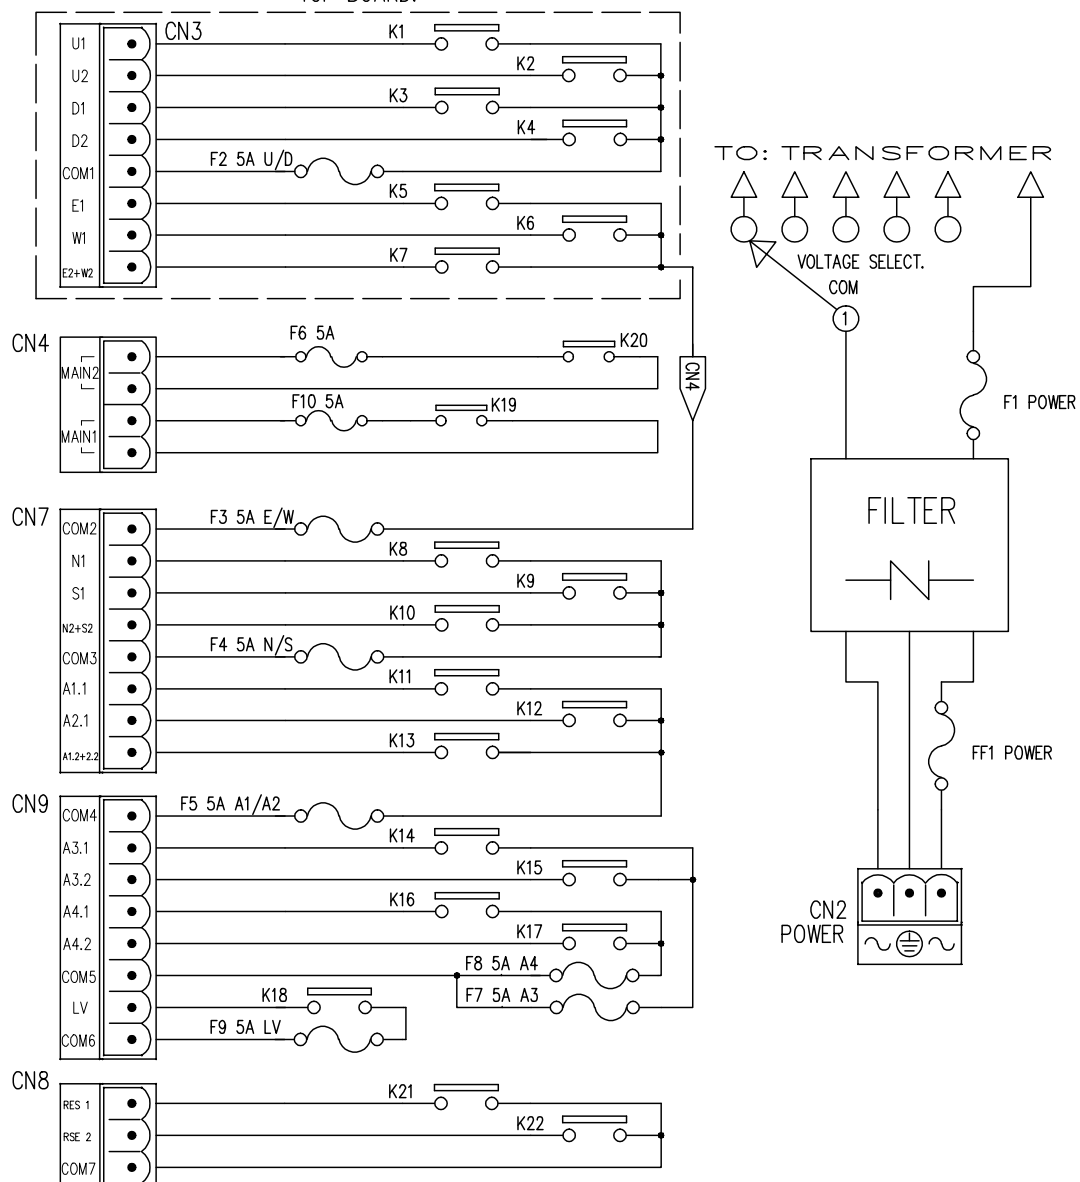 CN3
U1
K1
U2
K2
D1
K3
D2
K4
COM1
F2 5A U/D
E1
K5
W1
K6
E2+W2
K7
CN4
F6 5A
K20
MAIN2
F10 5A
K19
MAIN1
CN4
CN7
COM2
F3 5A E/W
N1
K8
S1
K9
N2+S2
K10
COM3
F4 5A N/S
A1.1
K11
A2.1
K12
A1.2+2.2
K13
CN9
COM4
F5 5A A1/A2
A3.1
K14
A3.2
K15
A4.1
K16
A4.2
K17
COM5
F8 5A A4
LV
K18
F7 5A A3
COM6
F9 5A LV
CN8
RES 1
K21
RSE 2
K22
COM7
TO: TRANSFORMER
VOLTAGE SELECT.
COM
1
F1 POWER
FILTER
FF1 POWER
CN2
POWER